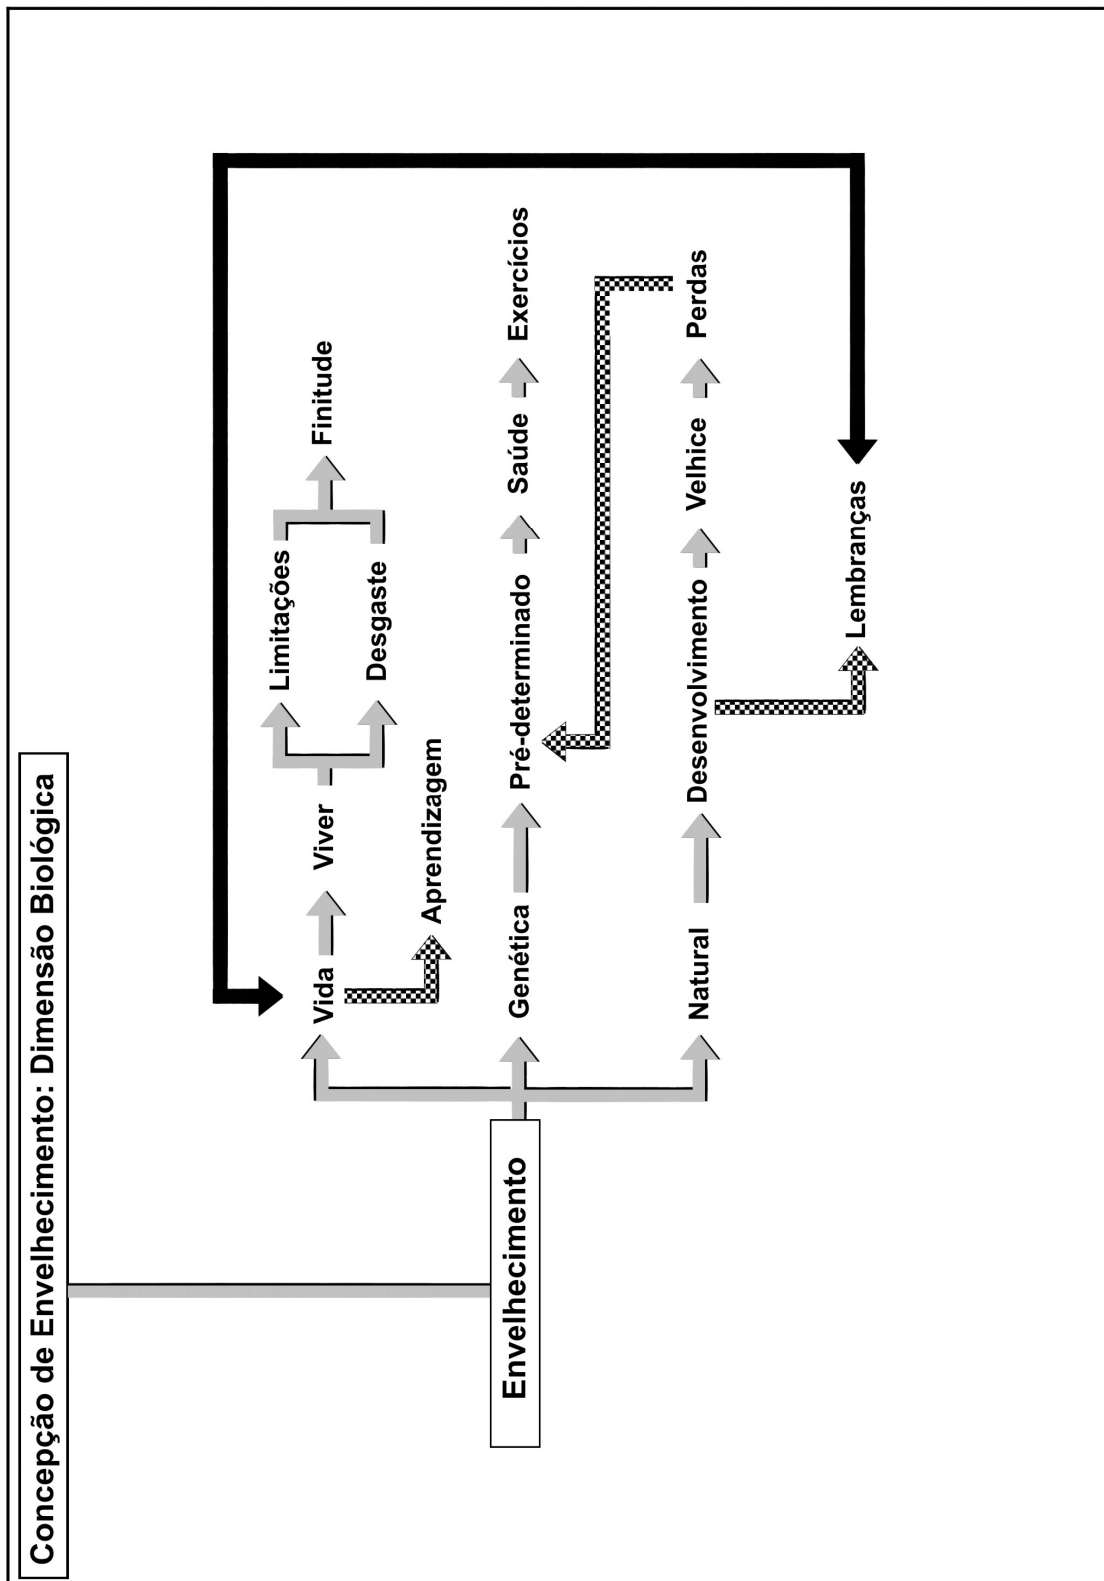 Concepção de Envelhecimento: Dimensão Biológica
Envelhecimento
Vida
Viver
Limitações
Desgaste
Finitude
Aprendizagem
Genética
Pré-determinado
Saúde
Exercícios
Natural
Desenvolvimento
Velhice
Perdas
Lembranças